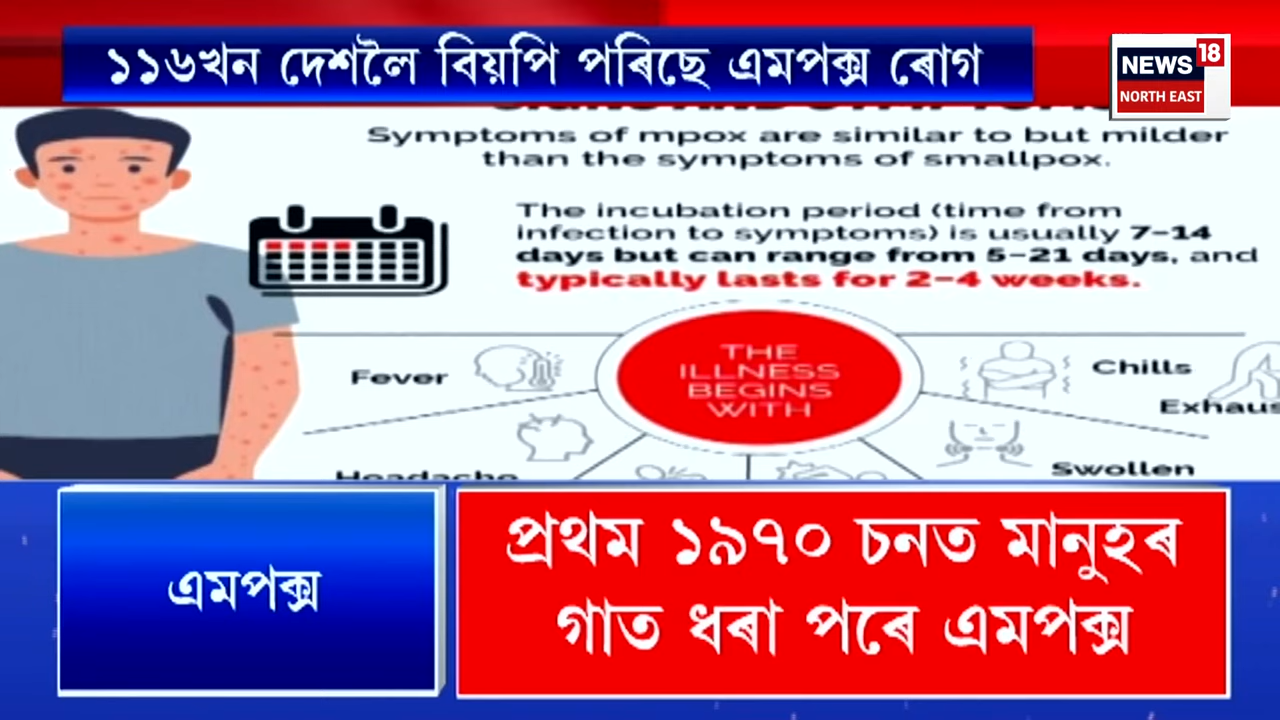 ১১৬খন দেশলৈ বিয়পি পৰিছে এমপক্স ৰোগ
NEWS 18
NORTH EAST
Symptoms of mpox are similar to but milder
than the symptoms of smallpox.
The incubation period (time from
infection to symptoms) is usually 7–14
days but can range from 5–21 days, and
typically lasts for 2–4 weeks.
THE
ILLNESS
BEGINS
WITH
Fever
Chills
Exhaus
Headache
Swollen
এমপক্স
প্ৰথম ১৯৭০ চনত মানুহৰ
গাত ধৰা পৰে এমপক্স